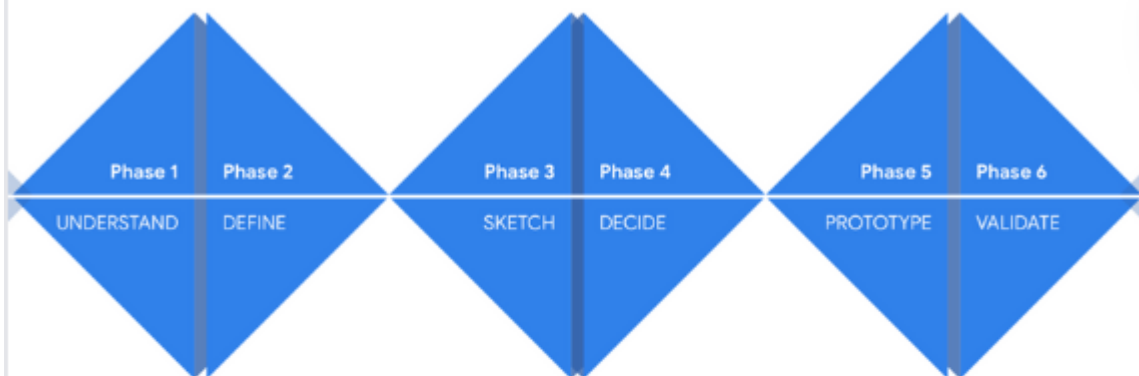 Phase 1 Phase 2 Phase 3 Phase 4 Phase 5 Phase 6
UNDERSTAND DEFINE SKETCH DECIDE PROTOTYPE VALIDATE